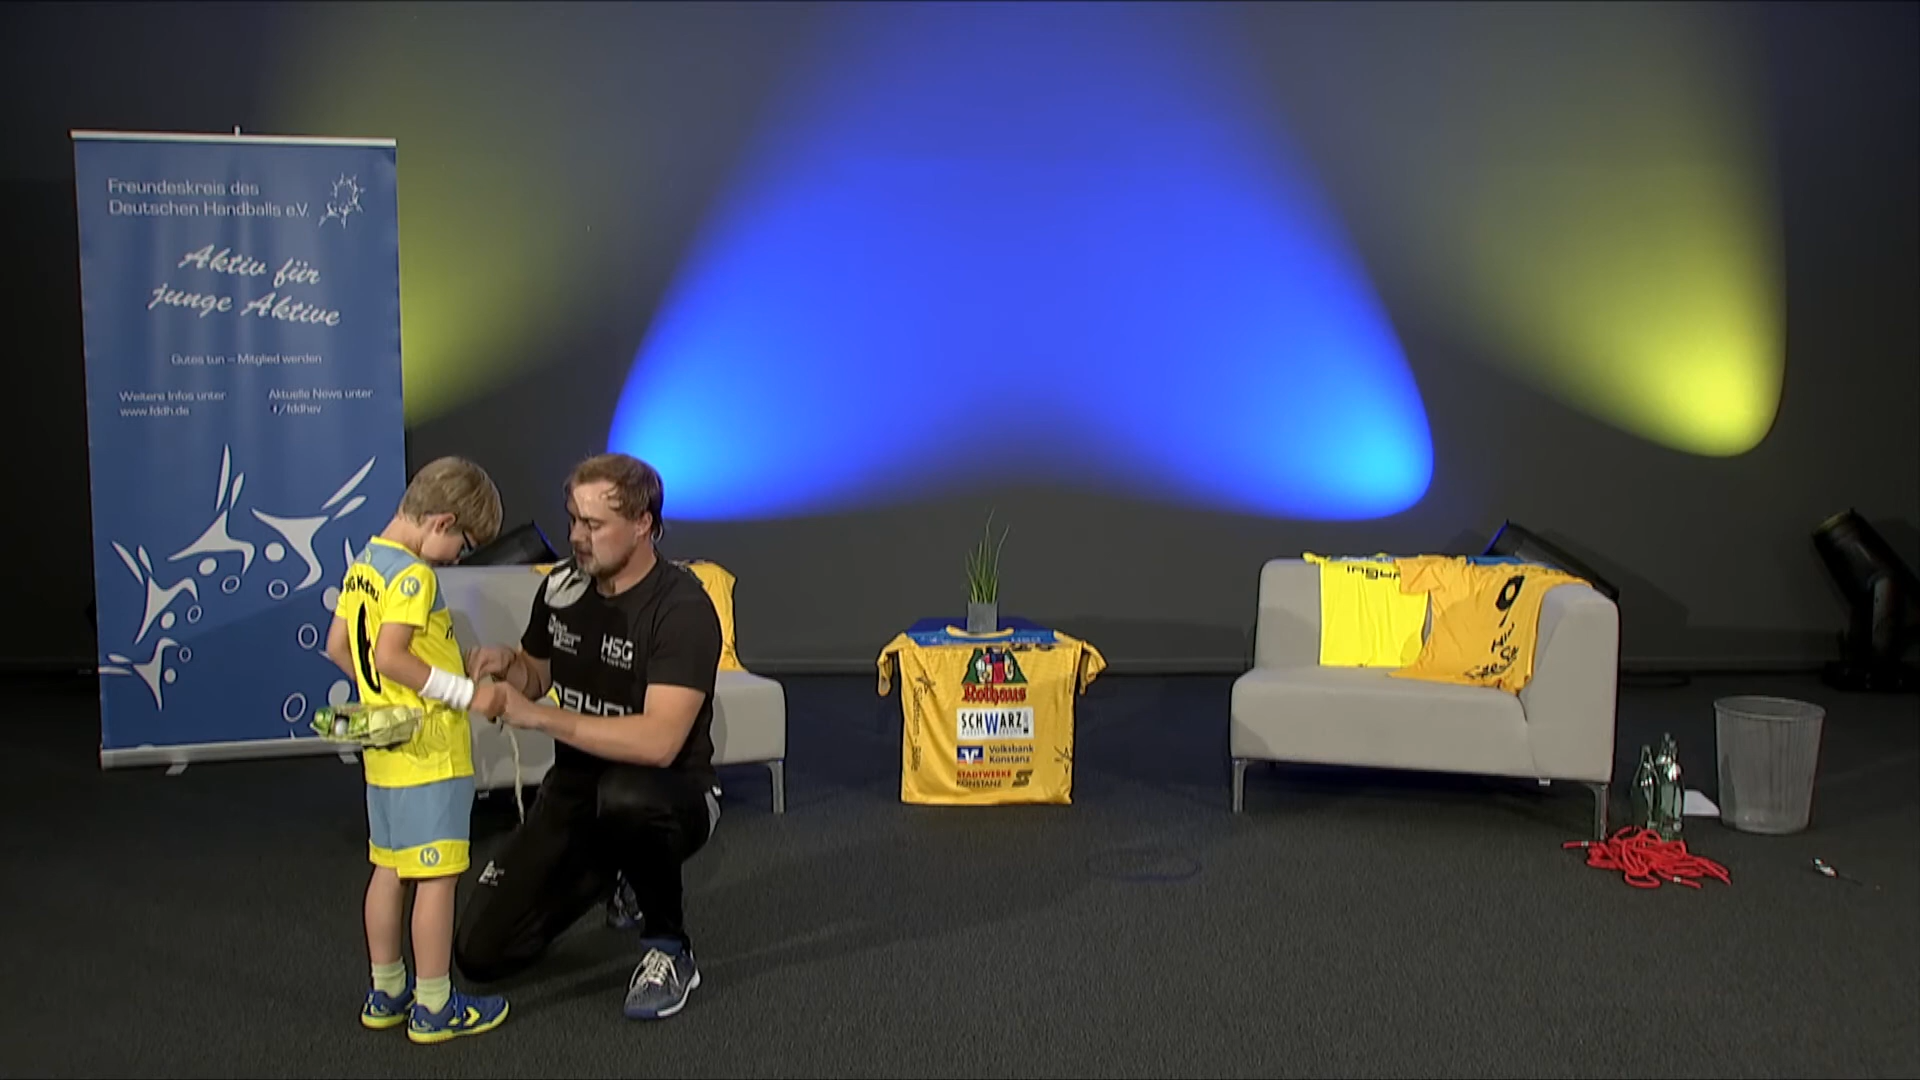 Freundeskreis des
Deutschen Handballs e.V.
Aktiv für
junge Aktive
Gutes tun – Mitglied werden
Weitere Infos unter
www.fddh.de
Aktuelle News unter
f/fddhev
HSG
Rothaus
SCHWARZ
Volksbank
Konstanz
STADTWERKE
KONSTANZ
K